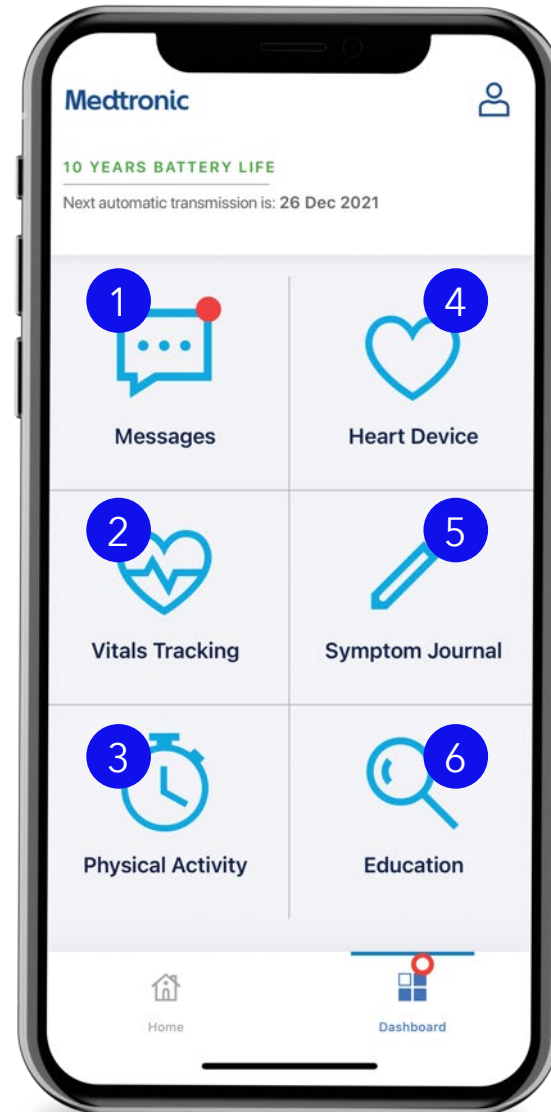 Medtronic
10 YEARS BATTERY LIFE
Next automatic transmission is: 26 Dec 2021
1
4
Messages
Heart Device
2
5
Vitals Tracking
Symptom Journal
3
6
Physical Activity
Education
Home
Dashboard